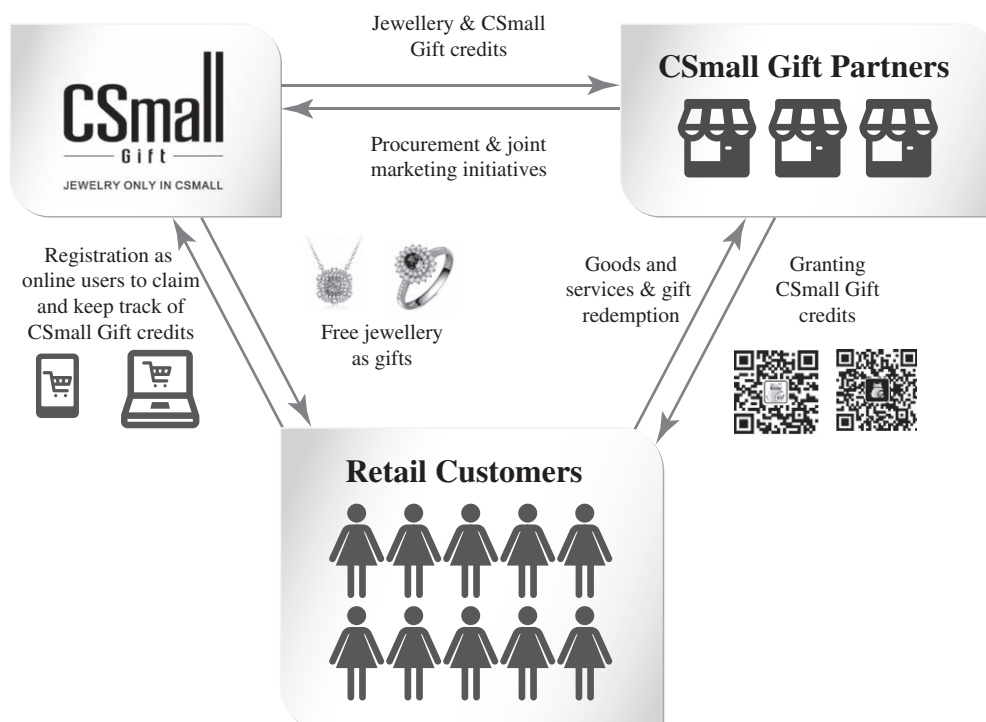 Jewellery & CSmall
Gift credits
CSmall
Gift
JEWELRY ONLY IN CSMALL
CSmall Gift Partners
Procurement & joint
marketing initiatives
Registration as
online users to claim
and keep track of
CSmall Gift credits
Free jewellery
as gifts
Goods and
services & gift
redemption
Granting
CSmall Gift
credits
Retail Customers